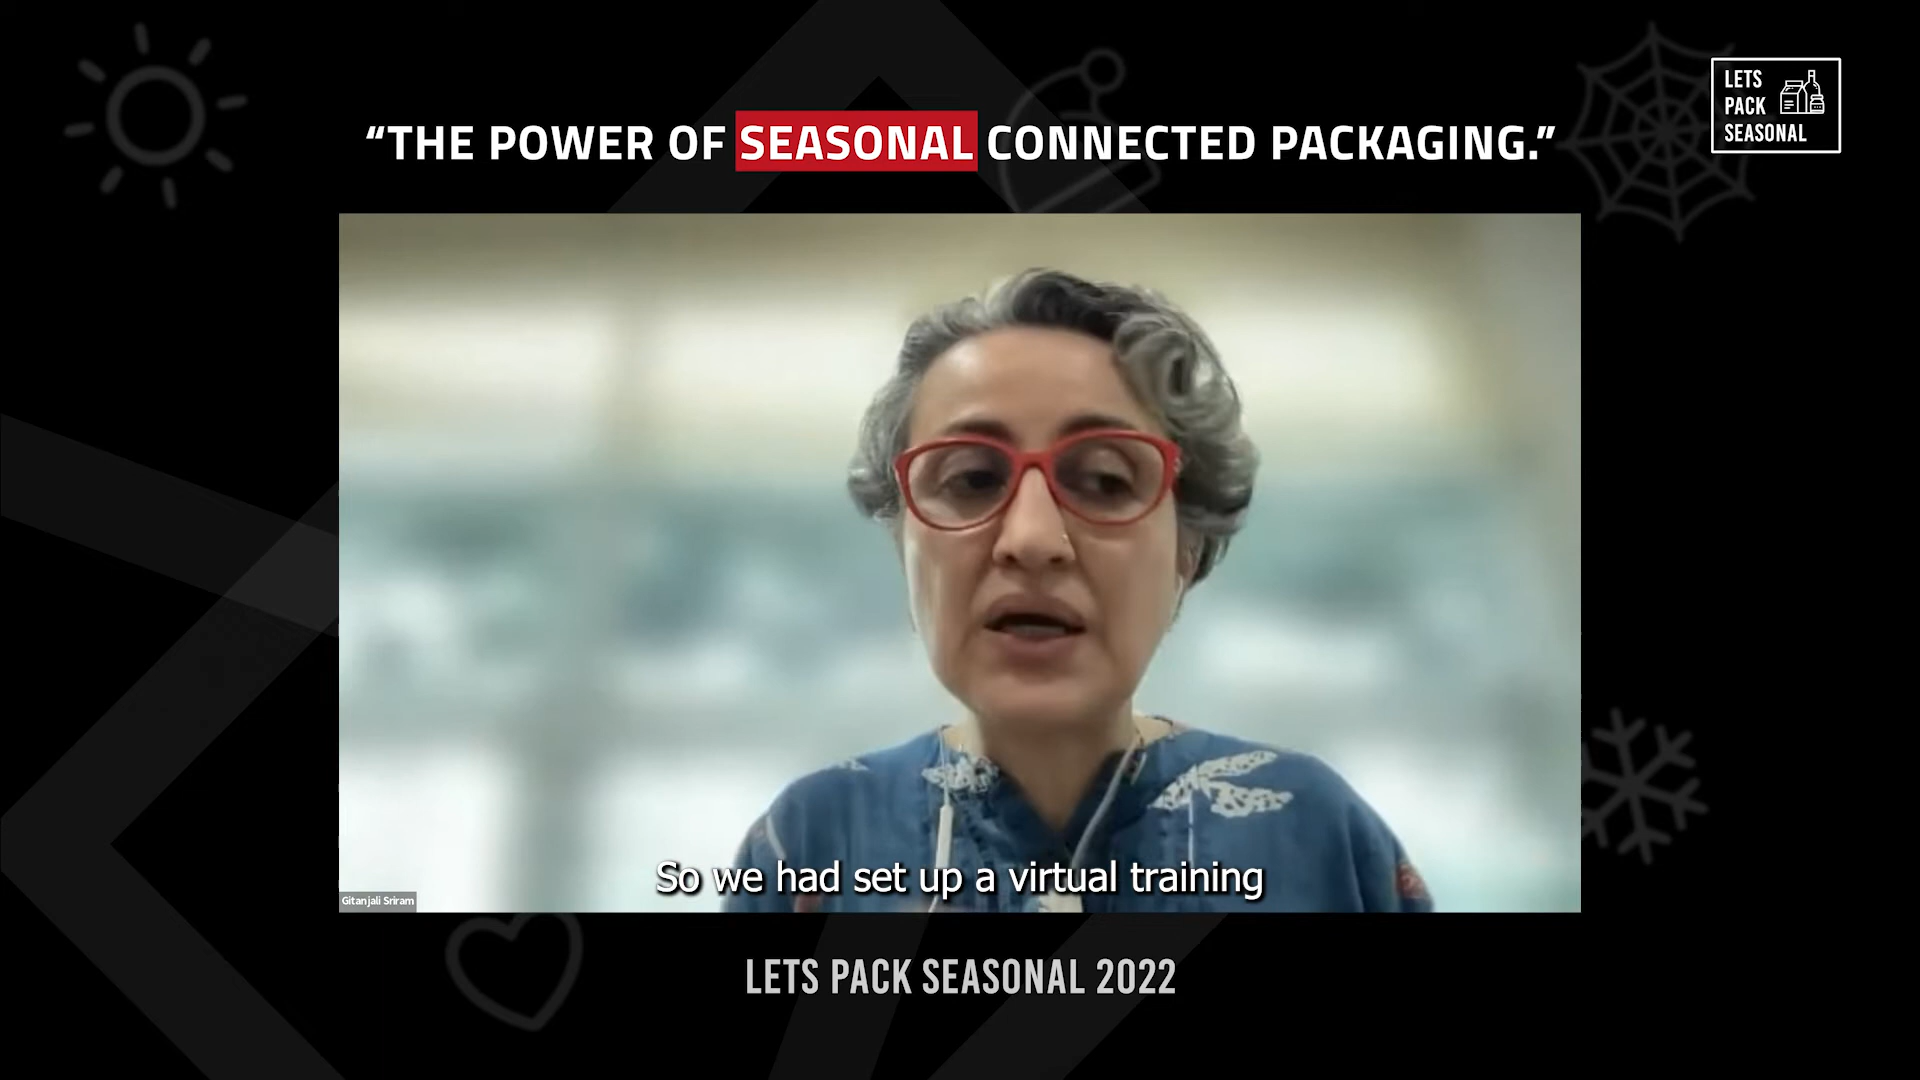 LETS
PACK
SEASONAL
“THE POWER OF SEASONAL CONNECTED PACKAGING.”
So we had set up a virtual training
Gitanjali Sriram
LETS PACK SEASONAL 2022